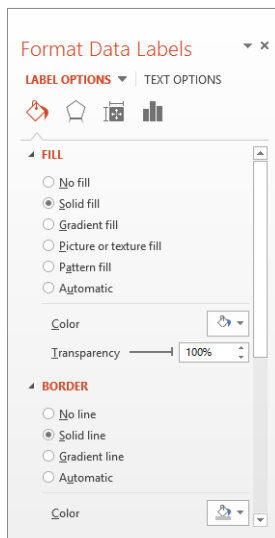 Format Data Labels
LABEL OPTIONS TEXT OPTIONS
FILL
No fill
Solid fill
Gradient fill
Picture or texture fill
Pattern fill
Automatic
Color
Transparency 100%
BORDER
No line
Solid line
Gradient line
Automatic
Color